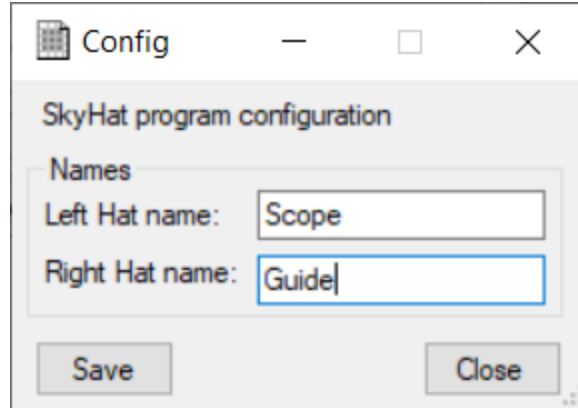 Config
SkyHat program configuration
Names
Left Hat name: Scope
Right Hat name: Guide
Save Close